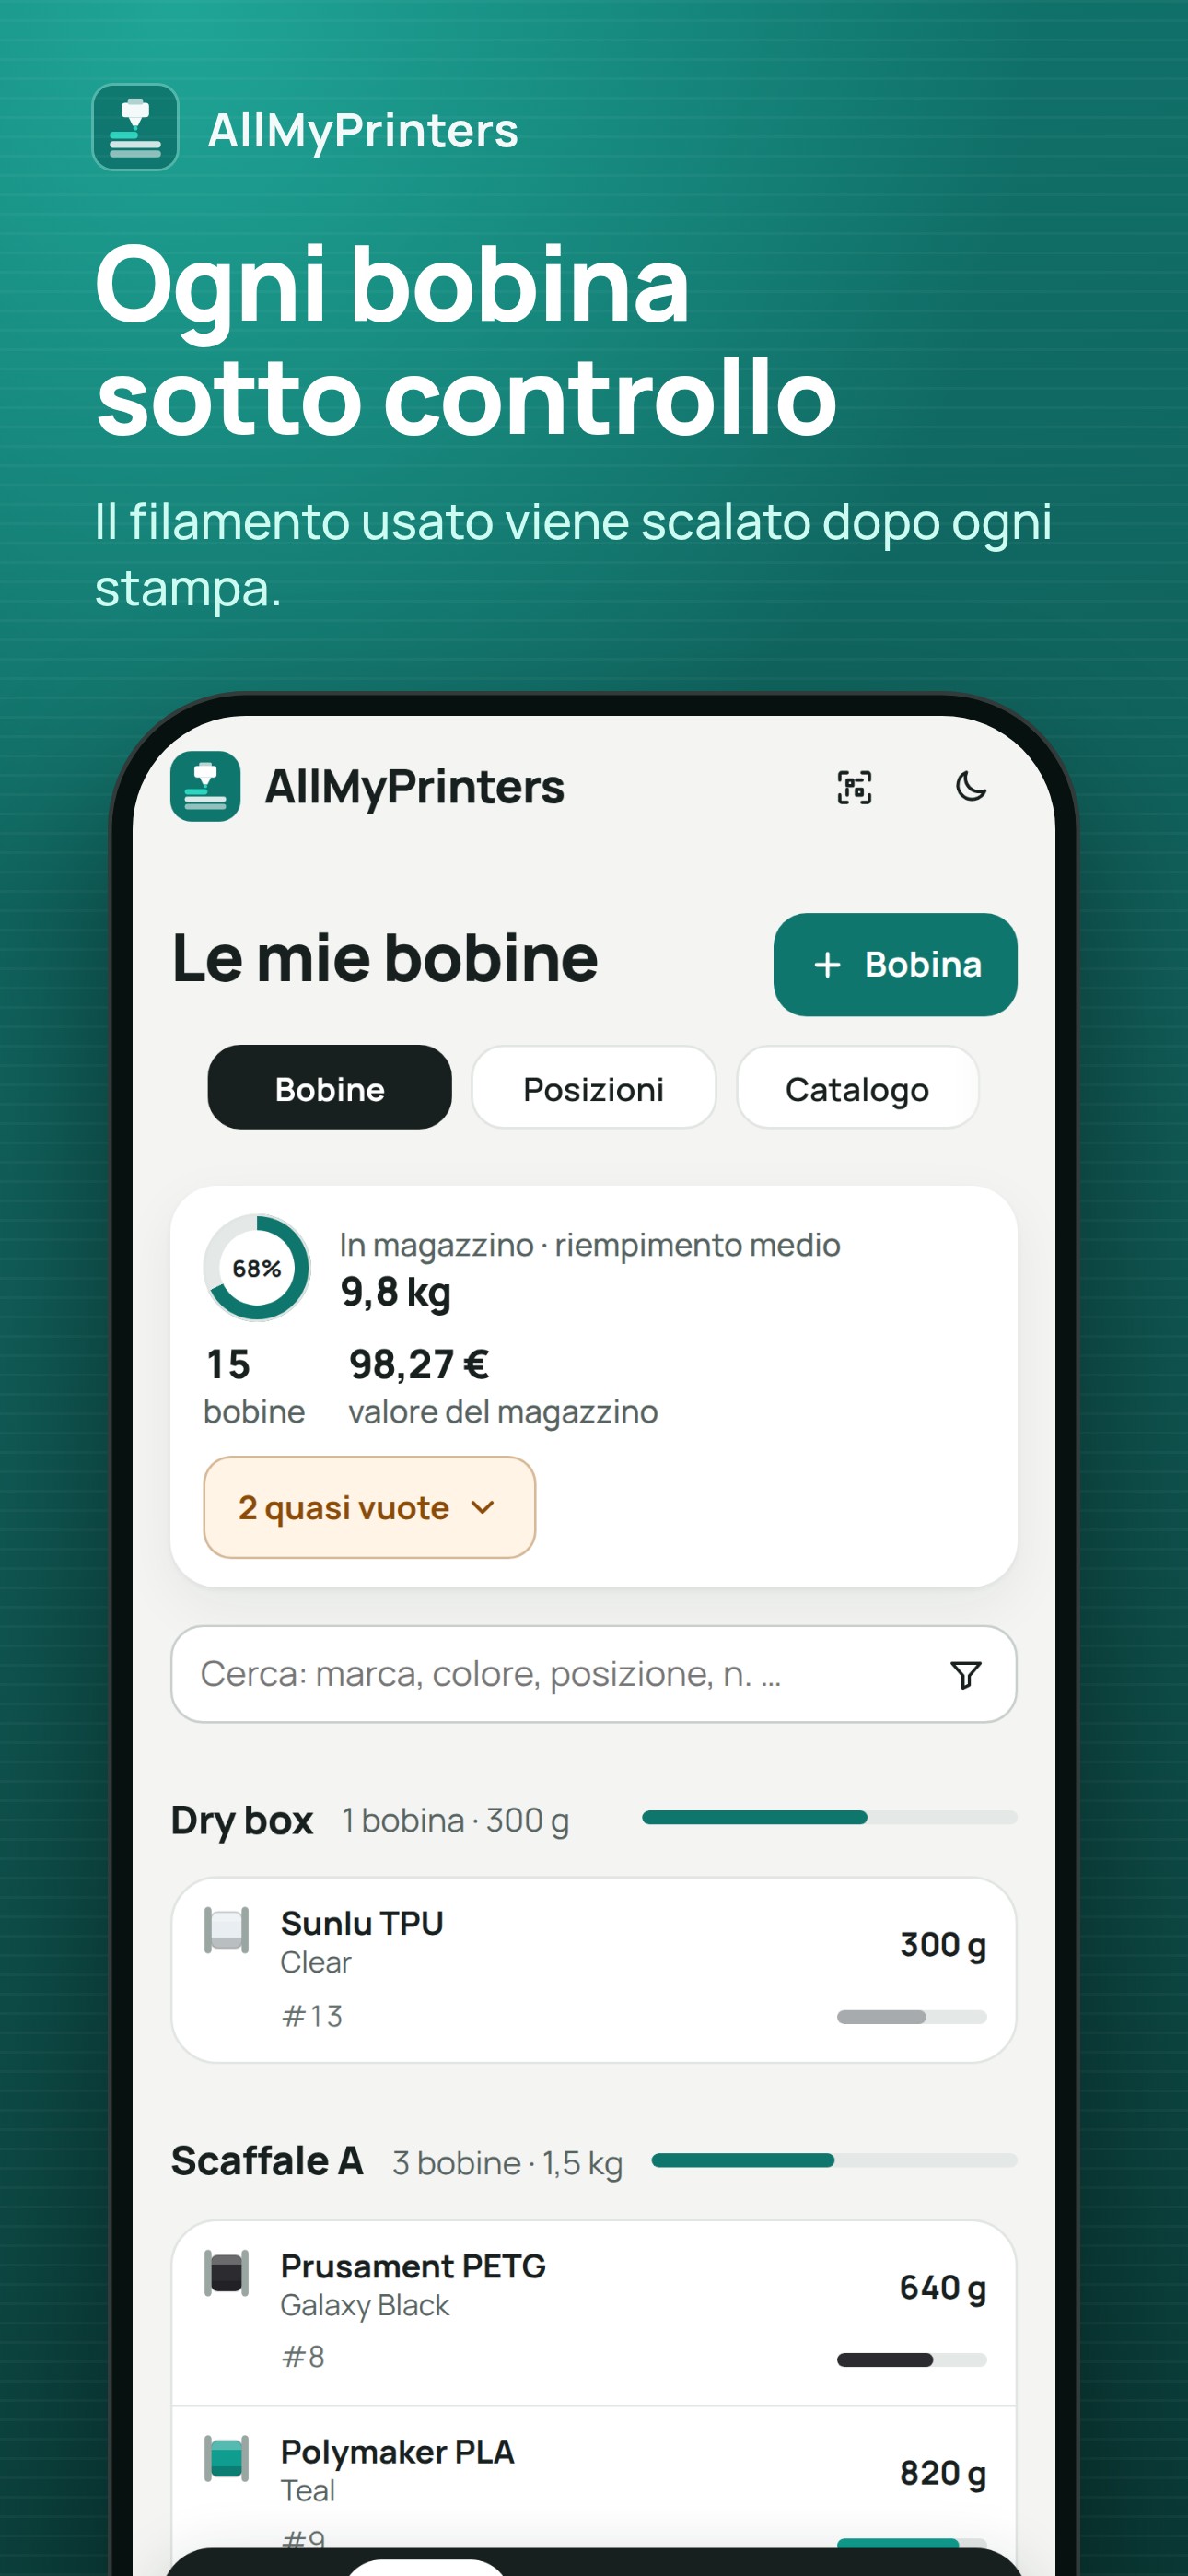 AllMyPrinters
Ogni bobina
sotto controllo
Il filamento usato viene scalato dopo ogni
stampa.
AllMyPrinters
Le mie bobine
+ Bobina
Bobine
Posizioni
Catalogo
68%
In magazzino · riempimento medio
9,8 kg
15
98,27 €
bobine
valore del magazzino
2 quasi vuote
Cerca: marca, colore, posizione, n. ...
Dry box 1 bobina · 300 g
Sunlu TPU
Clear
300 g
#13
Scaffale A 3 bobine · 1,5 kg
Prusament PETG
Galaxy Black
640 g
#8
Polymaker PLA
Teal
820 g
#9